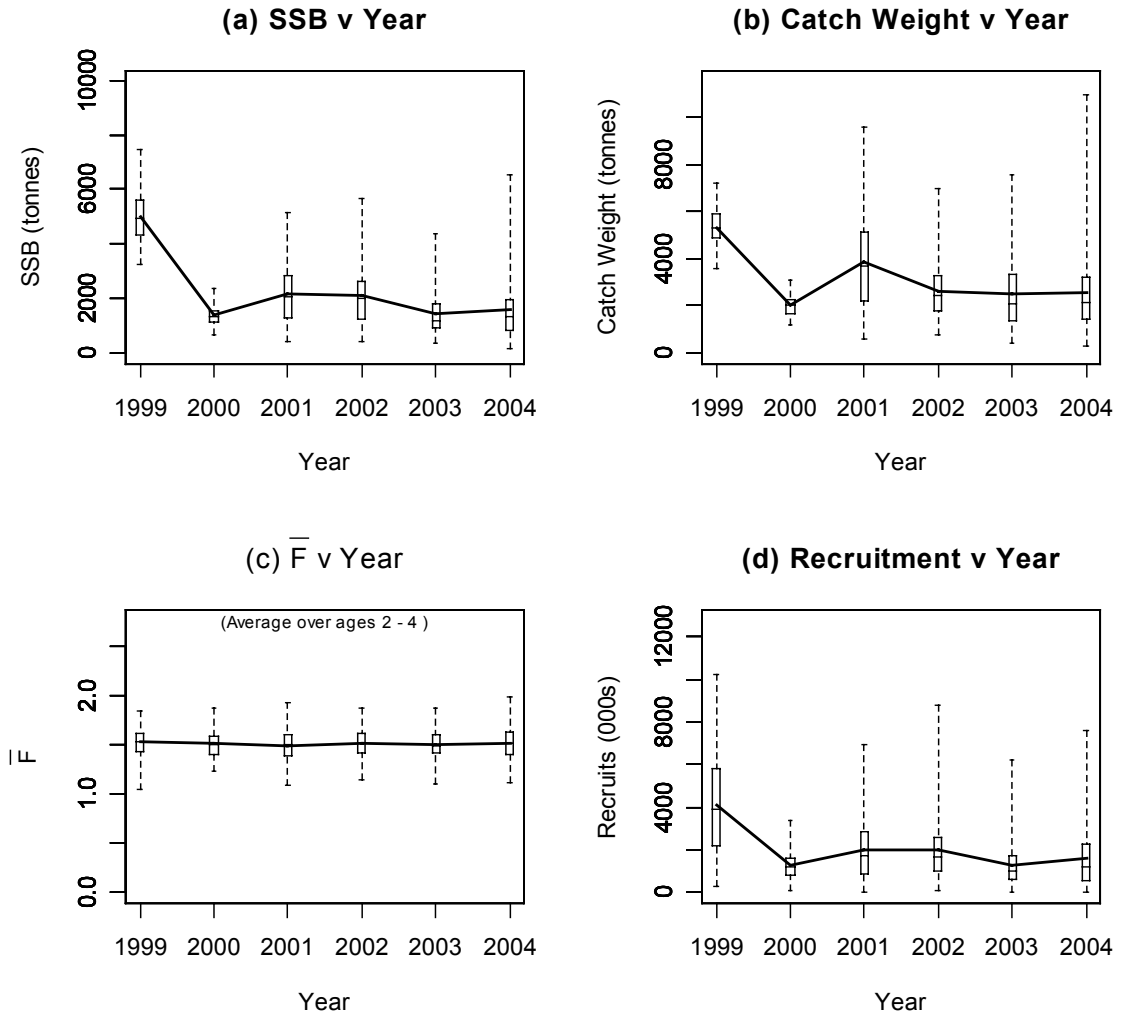 (a) SSB v Year
SSB (tonnes)
10000
6000
2000
0
1999 2000 2001 2002 2003 2004
Year
(b) Catch Weight v Year
Catch Weight (tonnes)
8000
4000
0
1999 2000 2001 2002 2003 2004
Year
(c) F̅ v Year
(Average over ages 2 - 4 )
F̅
2.0
1.0
0.0
1999 2000 2001 2002 2003 2004
Year
(d) Recruitment v Year
Recruits (000s)
12000
8000
4000
0
1999 2000 2001 2002 2003 2004
Year